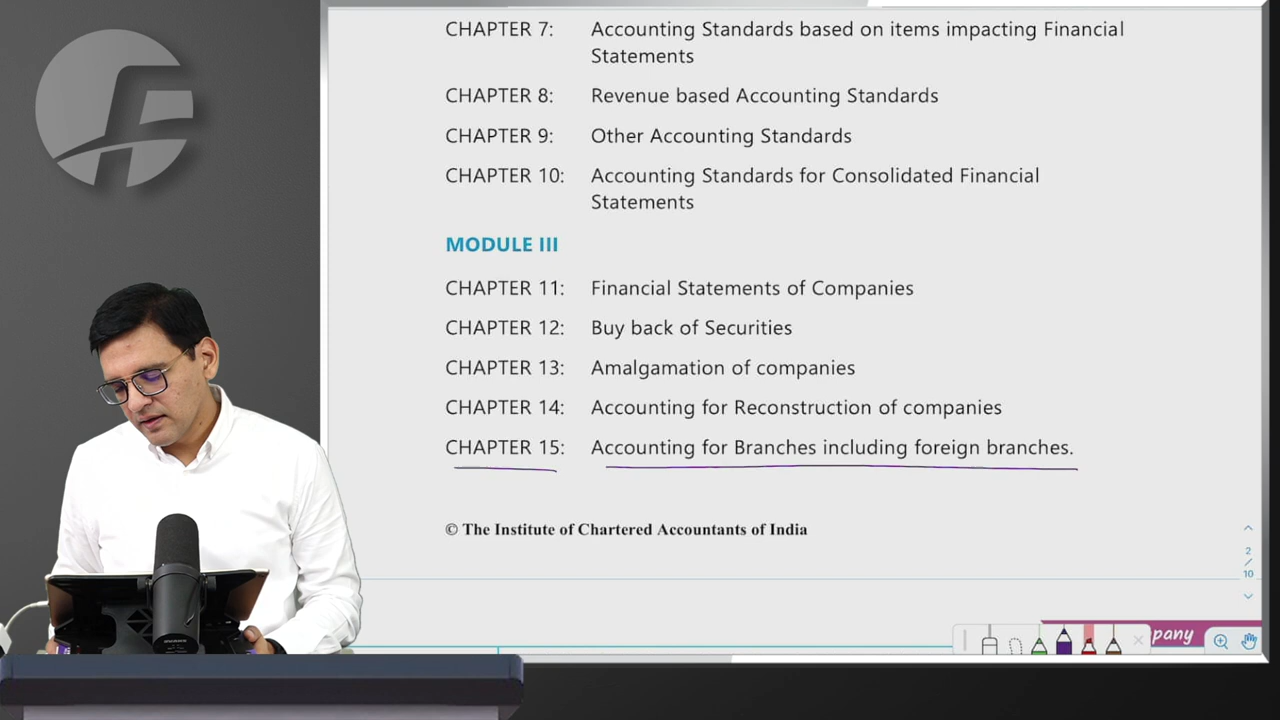 CHAPTER 7: Accounting Standards based on items impacting Financial
Statements
CHAPTER 8: Revenue based Accounting Standards
CHAPTER 9: Other Accounting Standards
CHAPTER 10: Accounting Standards for Consolidated Financial
Statements
MODULE III
CHAPTER 11: Financial Statements of Companies
CHAPTER 12: Buy back of Securities
CHAPTER 13: Amalgamation of companies
CHAPTER 14: Accounting for Reconstruction of companies
CHAPTER 15: Accounting for Branches including foreign branches.
© The Institute of Chartered Accountants of India
2
/
10
pany